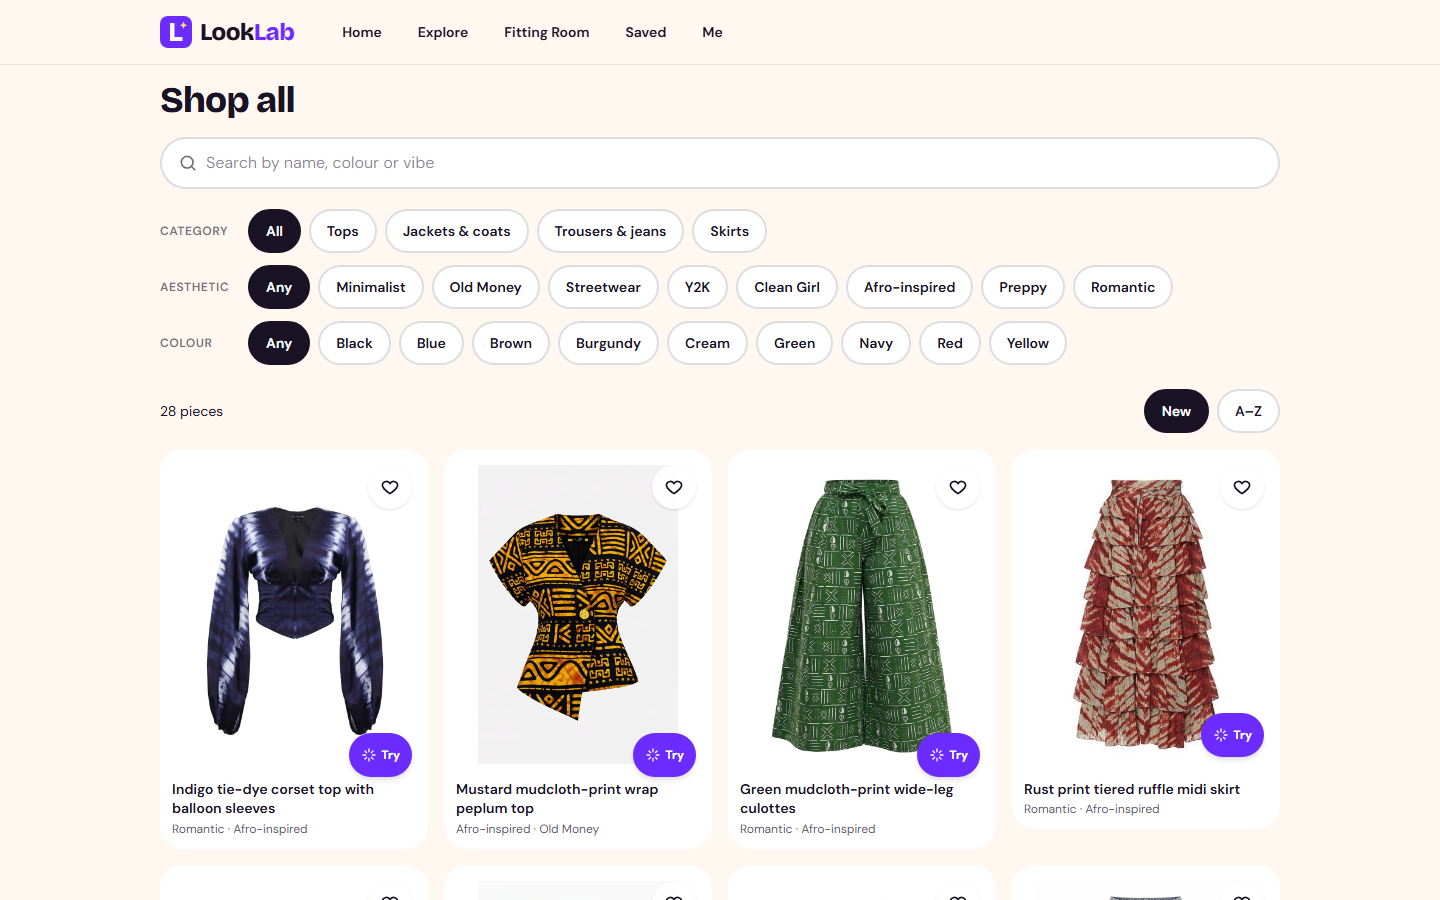 LookLab
Home
Explore
Fitting Room
Saved
Me
Shop all
Search by name, colour or vibe
CATEGORY
All
Tops
Jackets & coats
Trousers & jeans
Skirts
AESTHETIC
Any
Minimalist
Old Money
Streetwear
Y2K
Clean Girl
Afro-inspired
Preppy
Romantic
COLOUR
Any
Black
Blue
Brown
Burgundy
Cream
Green
Navy
Red
Yellow
28 pieces
New
A–Z
Try
Indigo tie-dye corset top with
balloon sleeves
Romantic · Afro-inspired
Try
Mustard mudcloth-print wrap
peplum top
Afro-inspired · Old Money
Try
Green mudcloth-print wide-leg
culottes
Romantic · Afro-inspired
Try
Rust print tiered ruffle midi skirt
Romantic · Afro-inspired